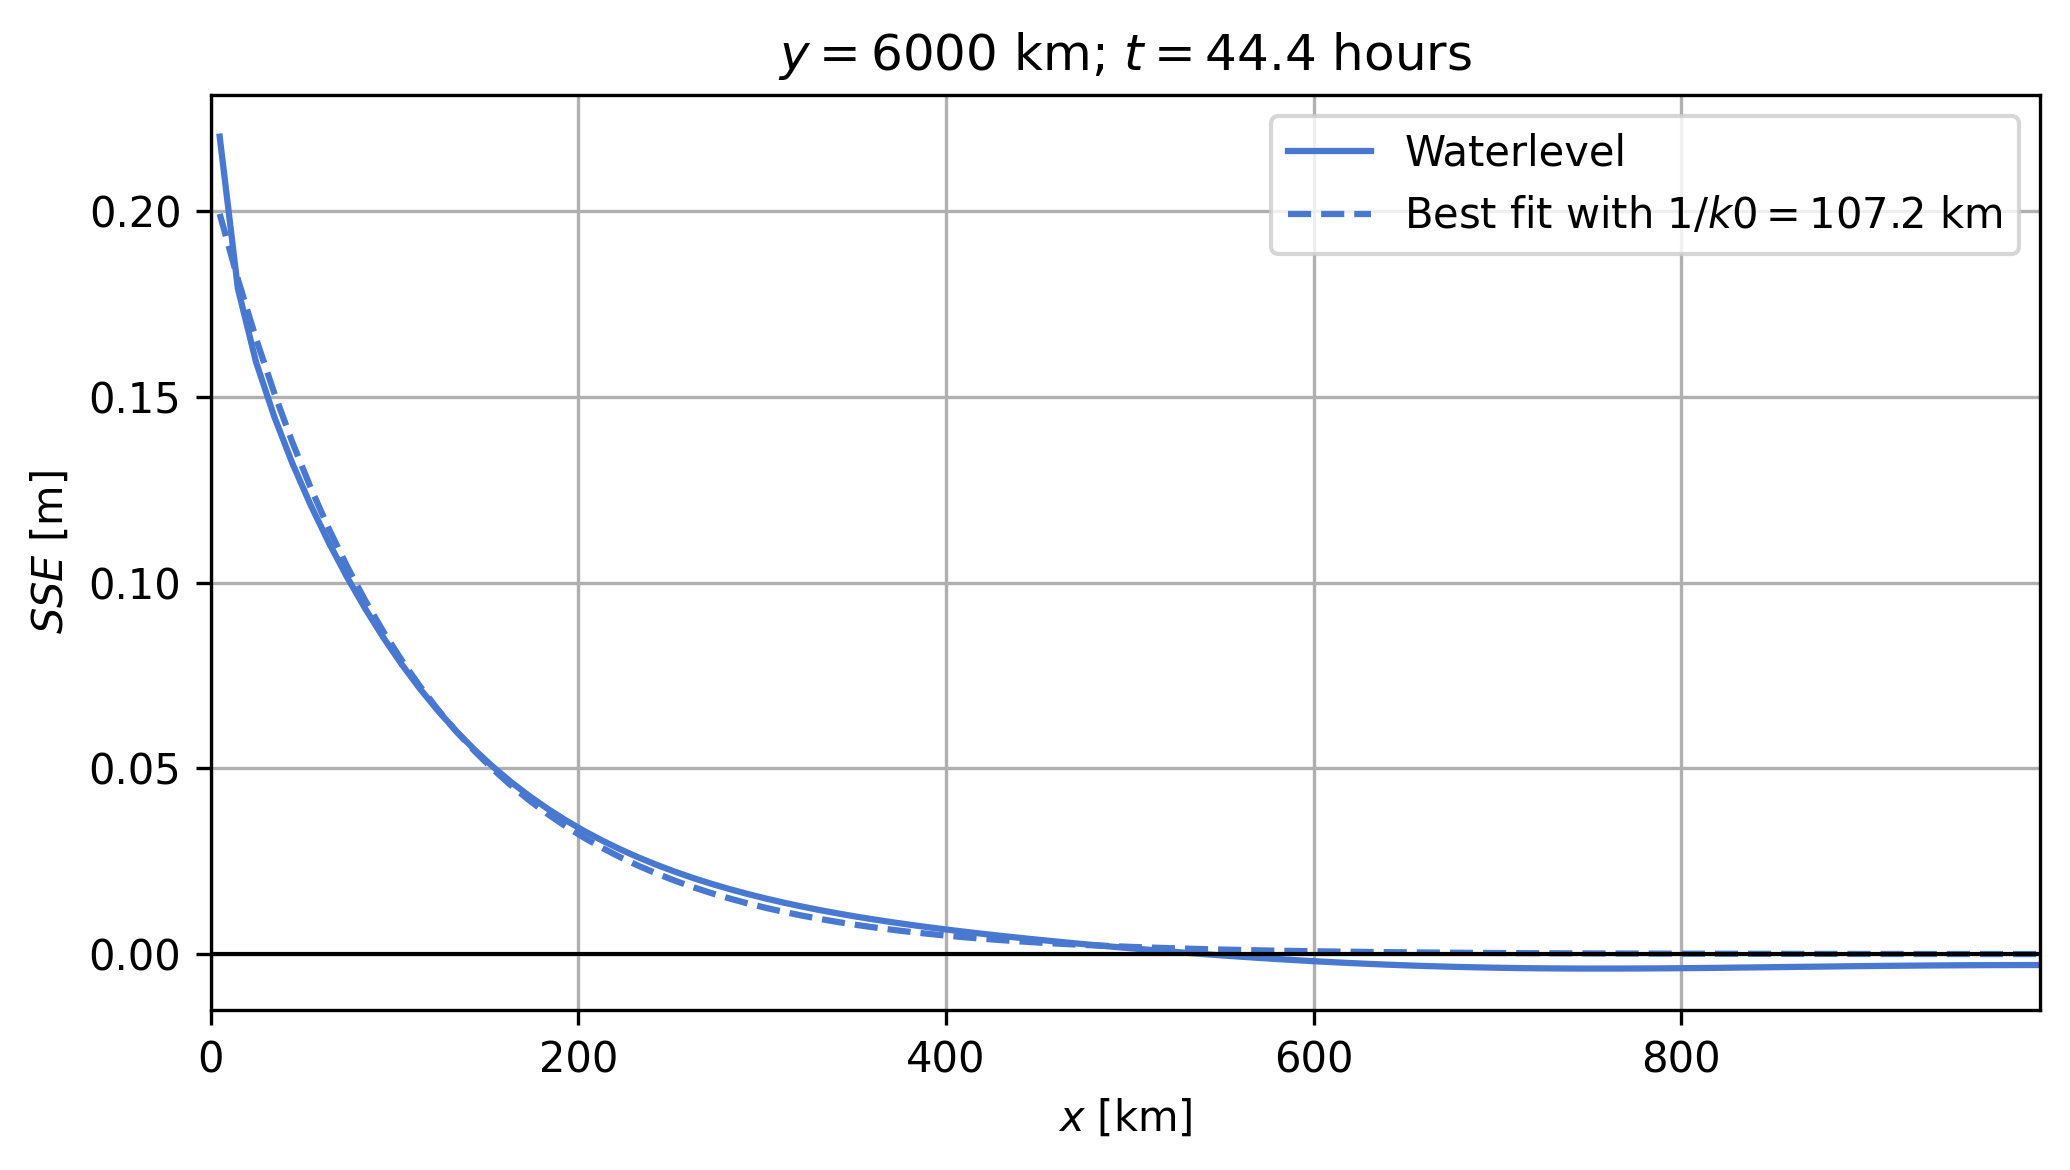 y = 6000 km; t = 44.4 hours
Waterlevel
Best fit with 1/k0 = 107.2 km
0.20
0.15
0.10
0.05
0.00
SSE [m]
0 200 400 600 800
x [km]